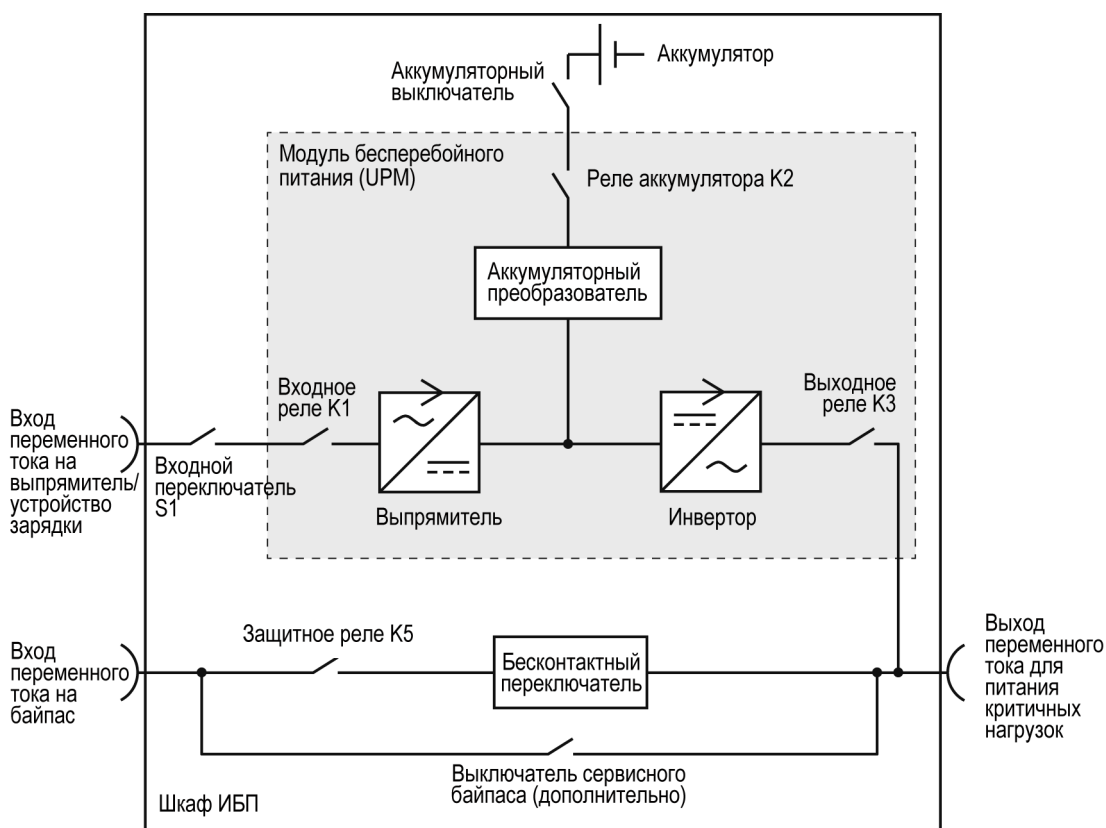 Аккумулятор
Аккумуляторный
выключатель
Модуль бесперебойного
питания (UPM)
Реле аккумулятора K2
Аккумуляторный
преобразователь
Входное
реле K1
Выходное
реле K3
Вход
переменного
тока на
выпрямитель/
устройство
зарядки
Входной
переключатель
S1
Выпрямитель
Инвертор
Защитное реле K5
Вход
переменного
тока на
байпас
Бесконтактный
переключатель
Выход
переменного
тока для
питания
критичных
нагрузок
Выключатель сервисного
байпаса (дополнительно)
Шкаф ИБП